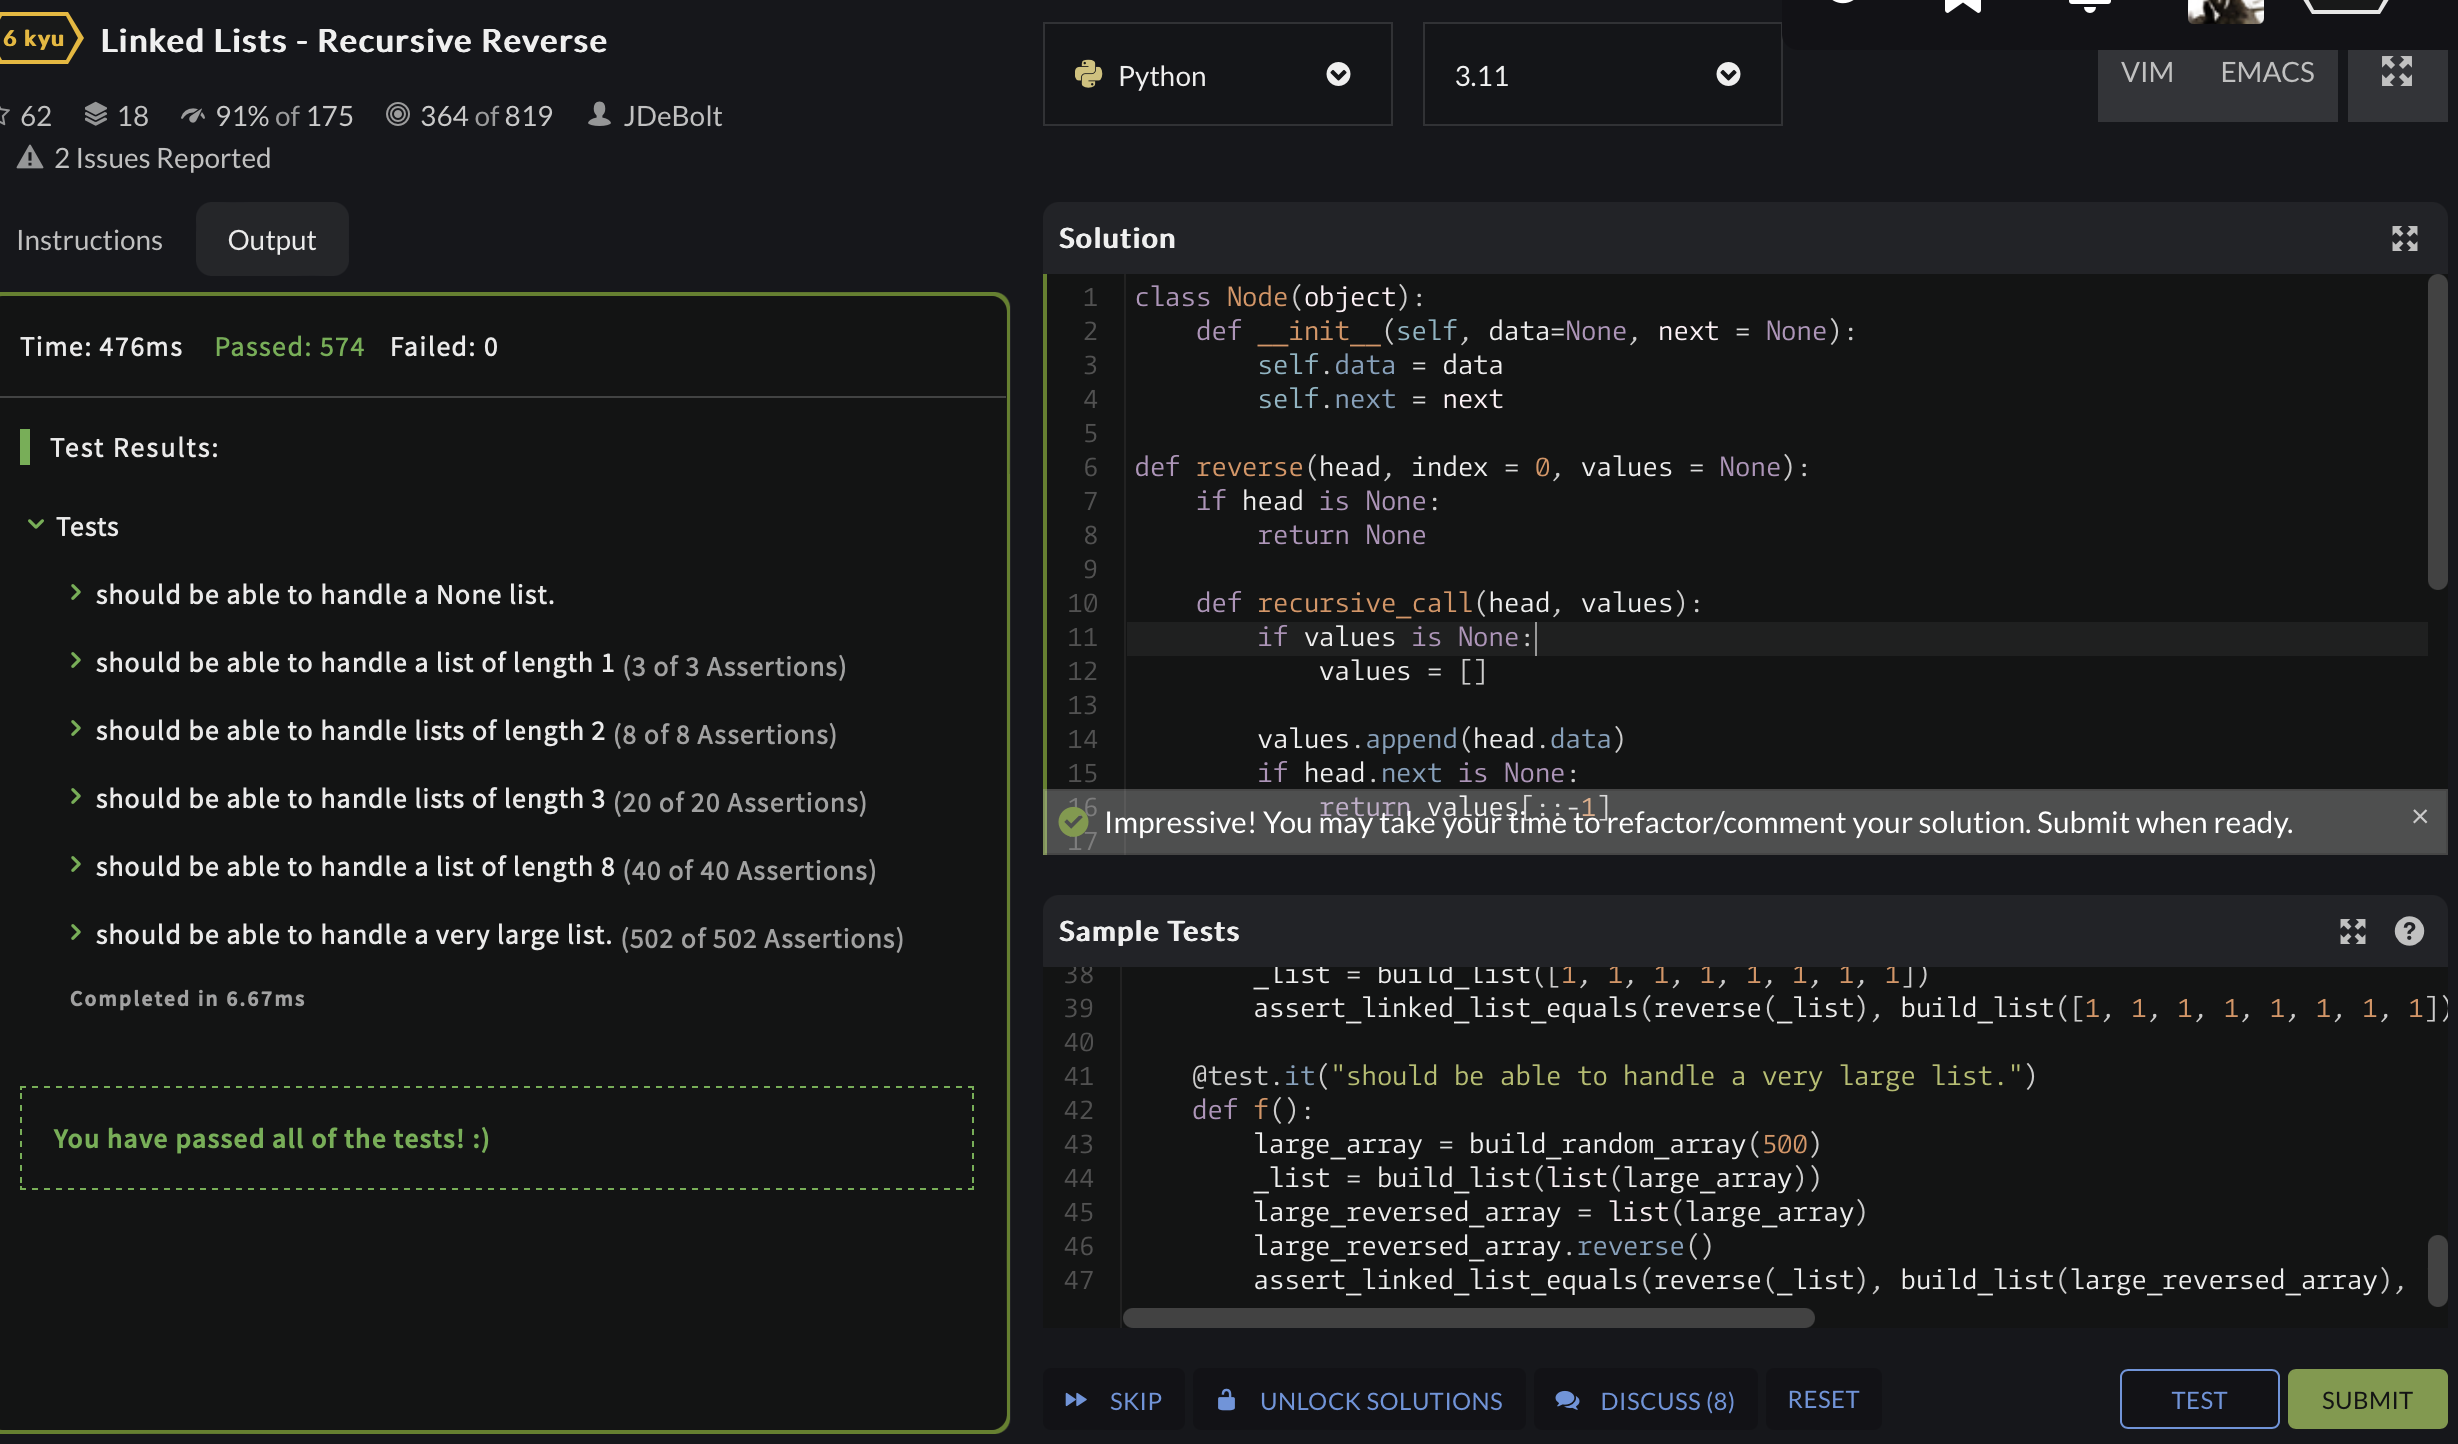 6 kyu Linked Lists - Recursive Reverse
62 18 91% of 175 364 of 819 JDeBolt
2 Issues Reported
Instructions Output
Time: 476ms Passed: 574 Failed: 0
Test Results:
Tests
should be able to handle a None list.
should be able to handle a list of length 1 (3 of 3 Assertions)
should be able to handle lists of length 2 (8 of 8 Assertions)
should be able to handle lists of length 3 (20 of 20 Assertions)
should be able to handle a list of length 8 (40 of 40 Assertions)
should be able to handle a very large list. (502 of 502 Assertions)
Completed in 6.67ms
You have passed all of the tests! :)
Python 3.11 VIM EMACS
Solution
1 class Node(object):
2     def __init__(self, data=None, next = None):
3         self.data = data
4         self.next = next
5
6 def reverse(head, index = 0, values = None):
7     if head is None:
8         return None
9
10     def recursive_call(head, values):
11         if values is None:
12             values = []
13
14         values.append(head.data)
15         if head.next is None:
16             return values[::-1]
17
Impressive! You may take your time to refactor/comment your solution. Submit when ready.
Sample Tests
38         _list = build_list([1, 1, 1, 1, 1, 1, 1, 1])
39         assert_linked_list_equals(reverse(_list), build_list([1, 1, 1, 1, 1, 1, 1, 1])
40
41     @test.it("should be able to handle a very large list.")
42     def f():
43         large_array = build_random_array(500)
44         _list = build_list(list(large_array))
45         large_reversed_array = list(large_array)
46         large_reversed_array.reverse()
47         assert_linked_list_equals(reverse(_list), build_list(large_reversed_array),
SKIP UNLOCK SOLUTIONS DISCUSS (8) RESET TEST SUBMIT